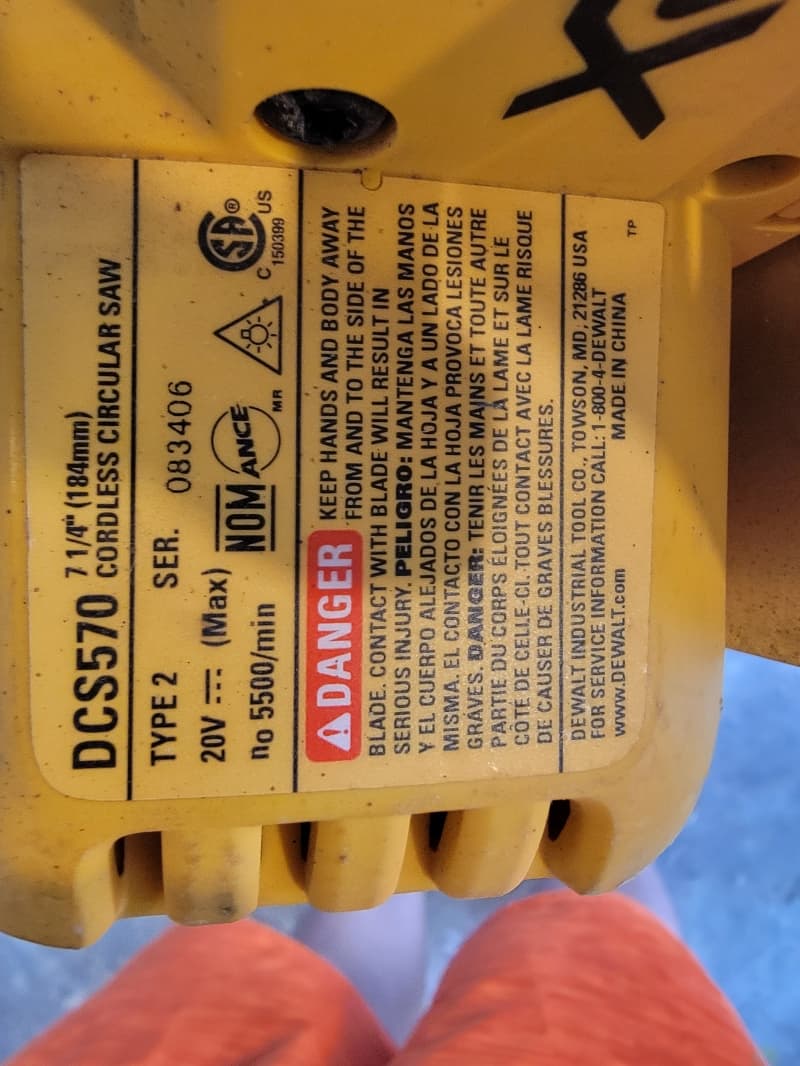 DCS570 7 1/4" (184mm)
CORDLESS CIRCULAR SAW
TYPE 2 SER. 083406
20V (Max)
no 5500/min
NOM ANCE MR
SA®
C US
150399
DANGER KEEP HANDS AND BODY AWAY
FROM AND TO THE SIDE OF THE
BLADE. CONTACT WITH BLADE WILL RESULT IN
SERIOUS INJURY. PELIGRO: MANTENGA LAS MANOS
Y EL CUERPO ALEJADOS DE LA HOJA Y A UN LADO DE LA
MISMA. EL CONTACTO CON LA HOJA PROVOCA LESIONES
GRAVES. DANGER: TENIR LES MAINS ET TOUTE AUTRE
PARTIE DU CORPS ÉLOIGNÉES DE LA LAME ET SUR LE
CÔTE DE CELLE-CI. TOUT CONTACT AVEC LA LAME RISQUE
DE CAUSER DE GRAVES BLESSURES.
DEWALT INDUSTRIAL TOOL CO., TOWSON, MD, 21286 USA
FOR SERVICE INFORMATION CALL: 1-800-4-DEWALT
www.DEWALT.com MADE IN CHINA
TP